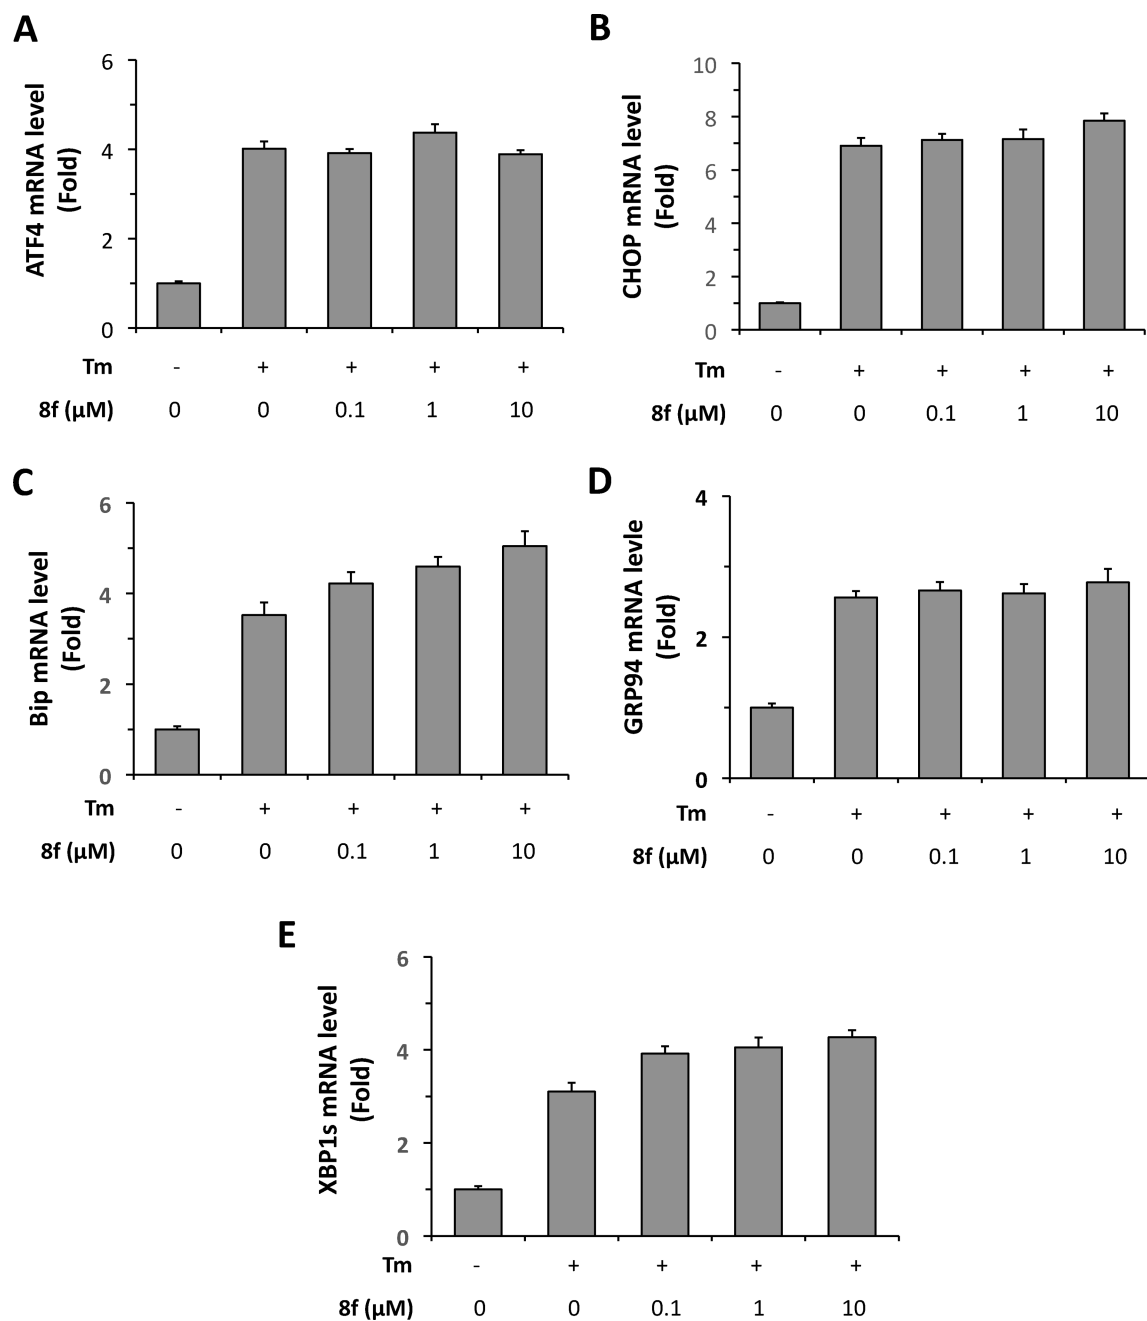 A
ATF4 mRNA level
(Fold)
6
4
2
0
Tm - + + + +
8f (μM) 0 0 0.1 1 10
B
CHOP mRNA level
(Fold)
10
8
6
4
2
0
Tm - + + + +
8f (μM) 0 0 0.1 1 10
C
Bip mRNA level
(Fold)
6
4
2
0
Tm - + + + +
8f (μM) 0 0 0.1 1 10
D
GRP94 mRNA levle
(Fold)
4
2
0
Tm - + + + +
8f (μM) 0 0 0.1 1 10
E
XBP1s mRNA level
(Fold)
6
4
2
0
Tm - + + + +
8f (μM) 0 0 0.1 1 10